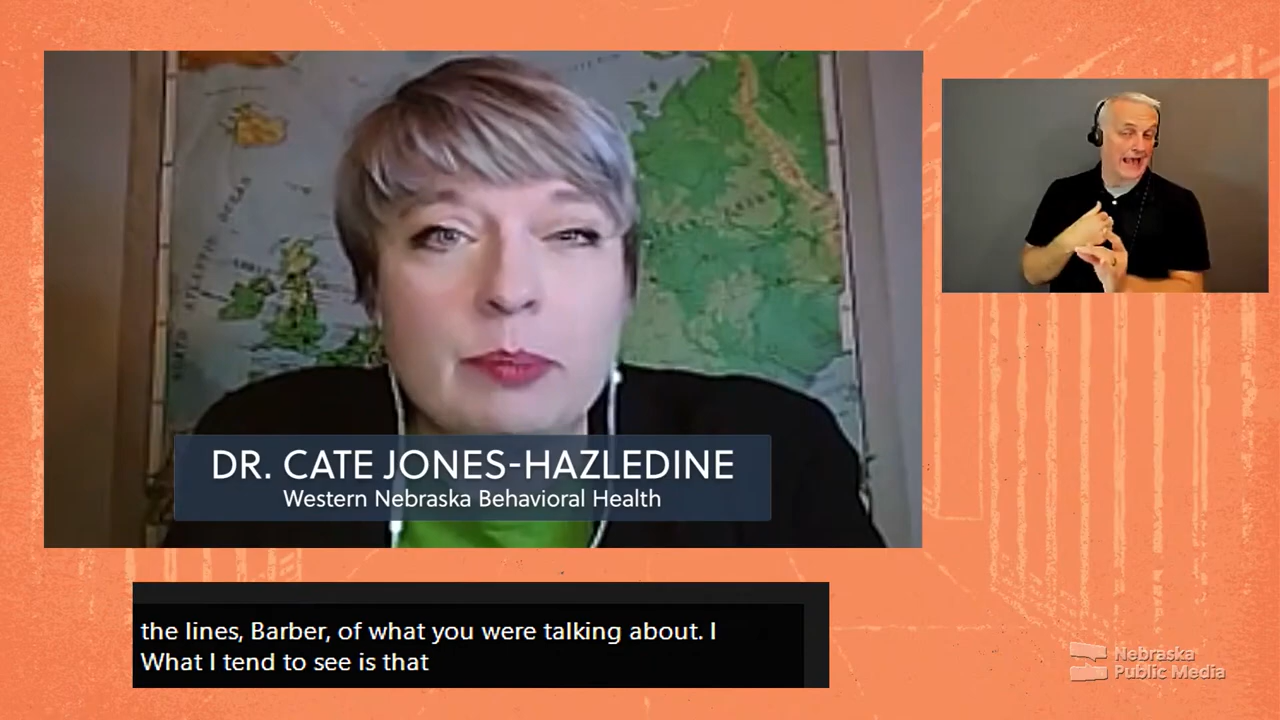 DR. CATE JONES-HAZLEDINE
Western Nebraska Behavioral Health
the lines, Barber, of what you were talking about. I
What I tend to see is that
Nebraska
Public Media